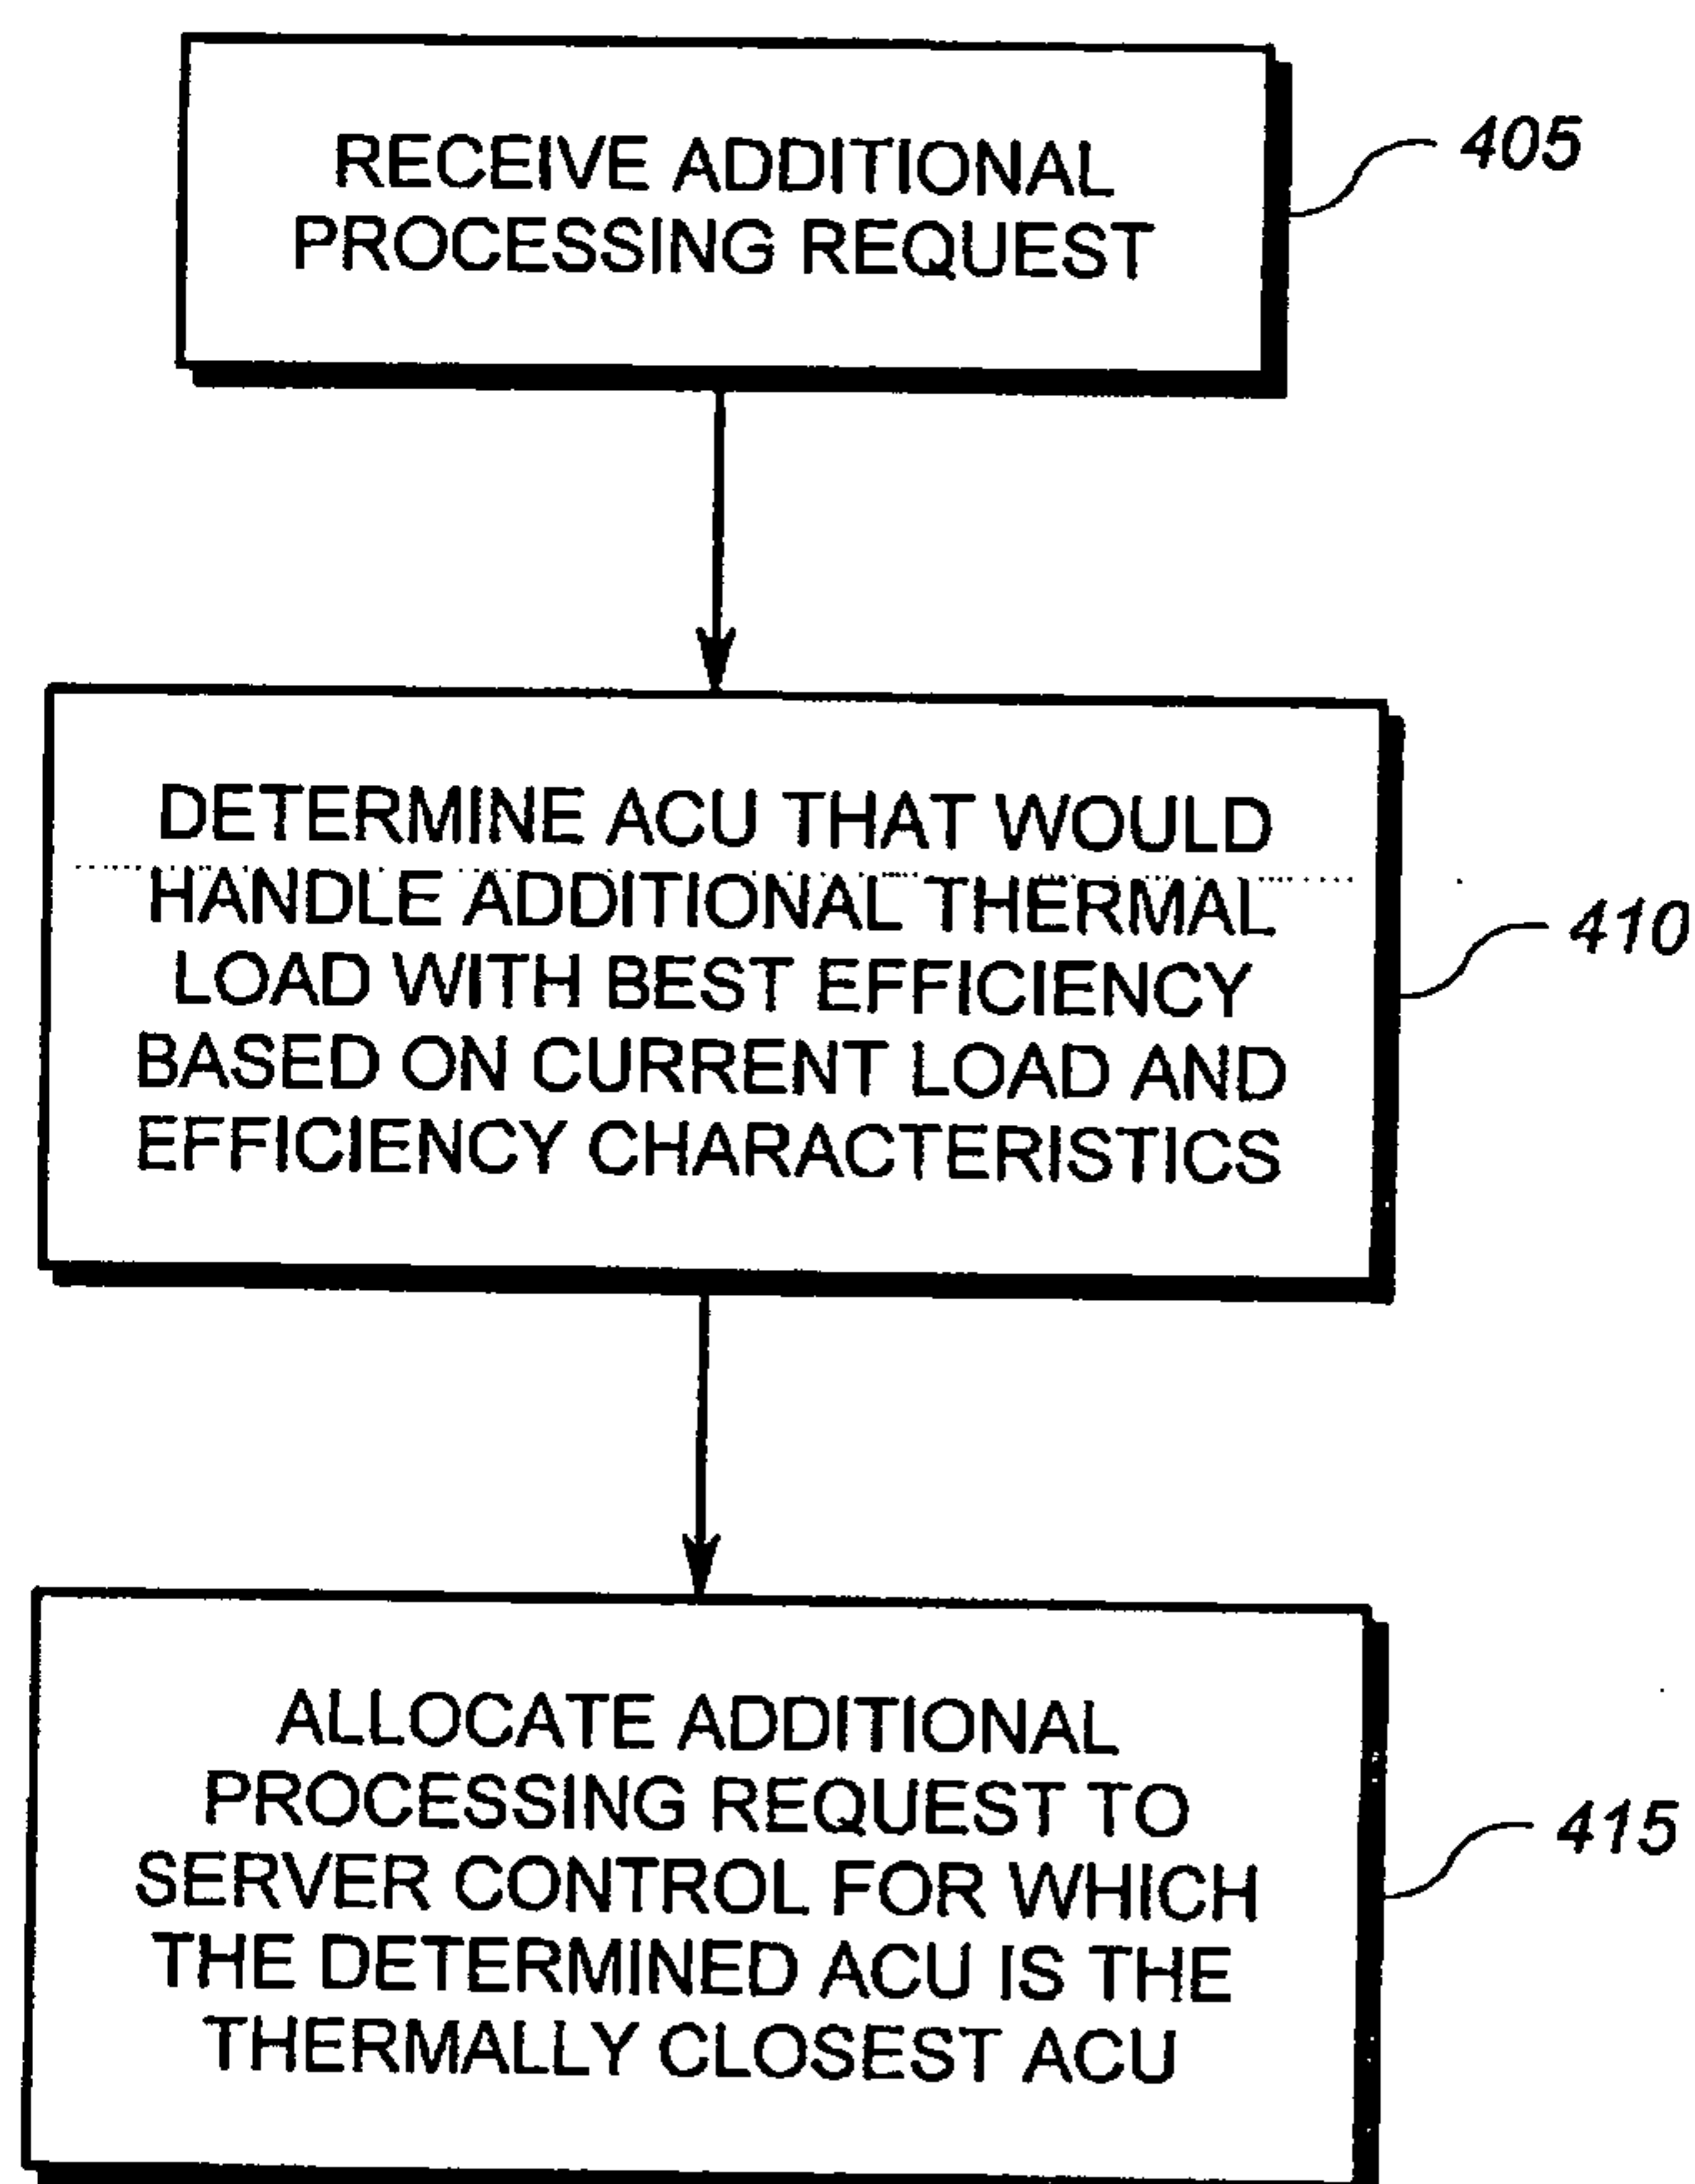 RECEIVE ADDITIONAL
PROCESSING REQUEST
405
DETERMINE ACU THAT WOULD
HANDLE ADDITIONAL THERMAL
LOAD WITH BEST EFFICIENCY
BASED ON CURRENT LOAD AND
EFFICIENCY CHARACTERISTICS
410
ALLOCATE ADDITIONAL
PROCESSING REQUEST TO
SERVER CONTROL FOR WHICH
THE DETERMINED ACU IS THE
THERMALLY CLOSEST ACU
415